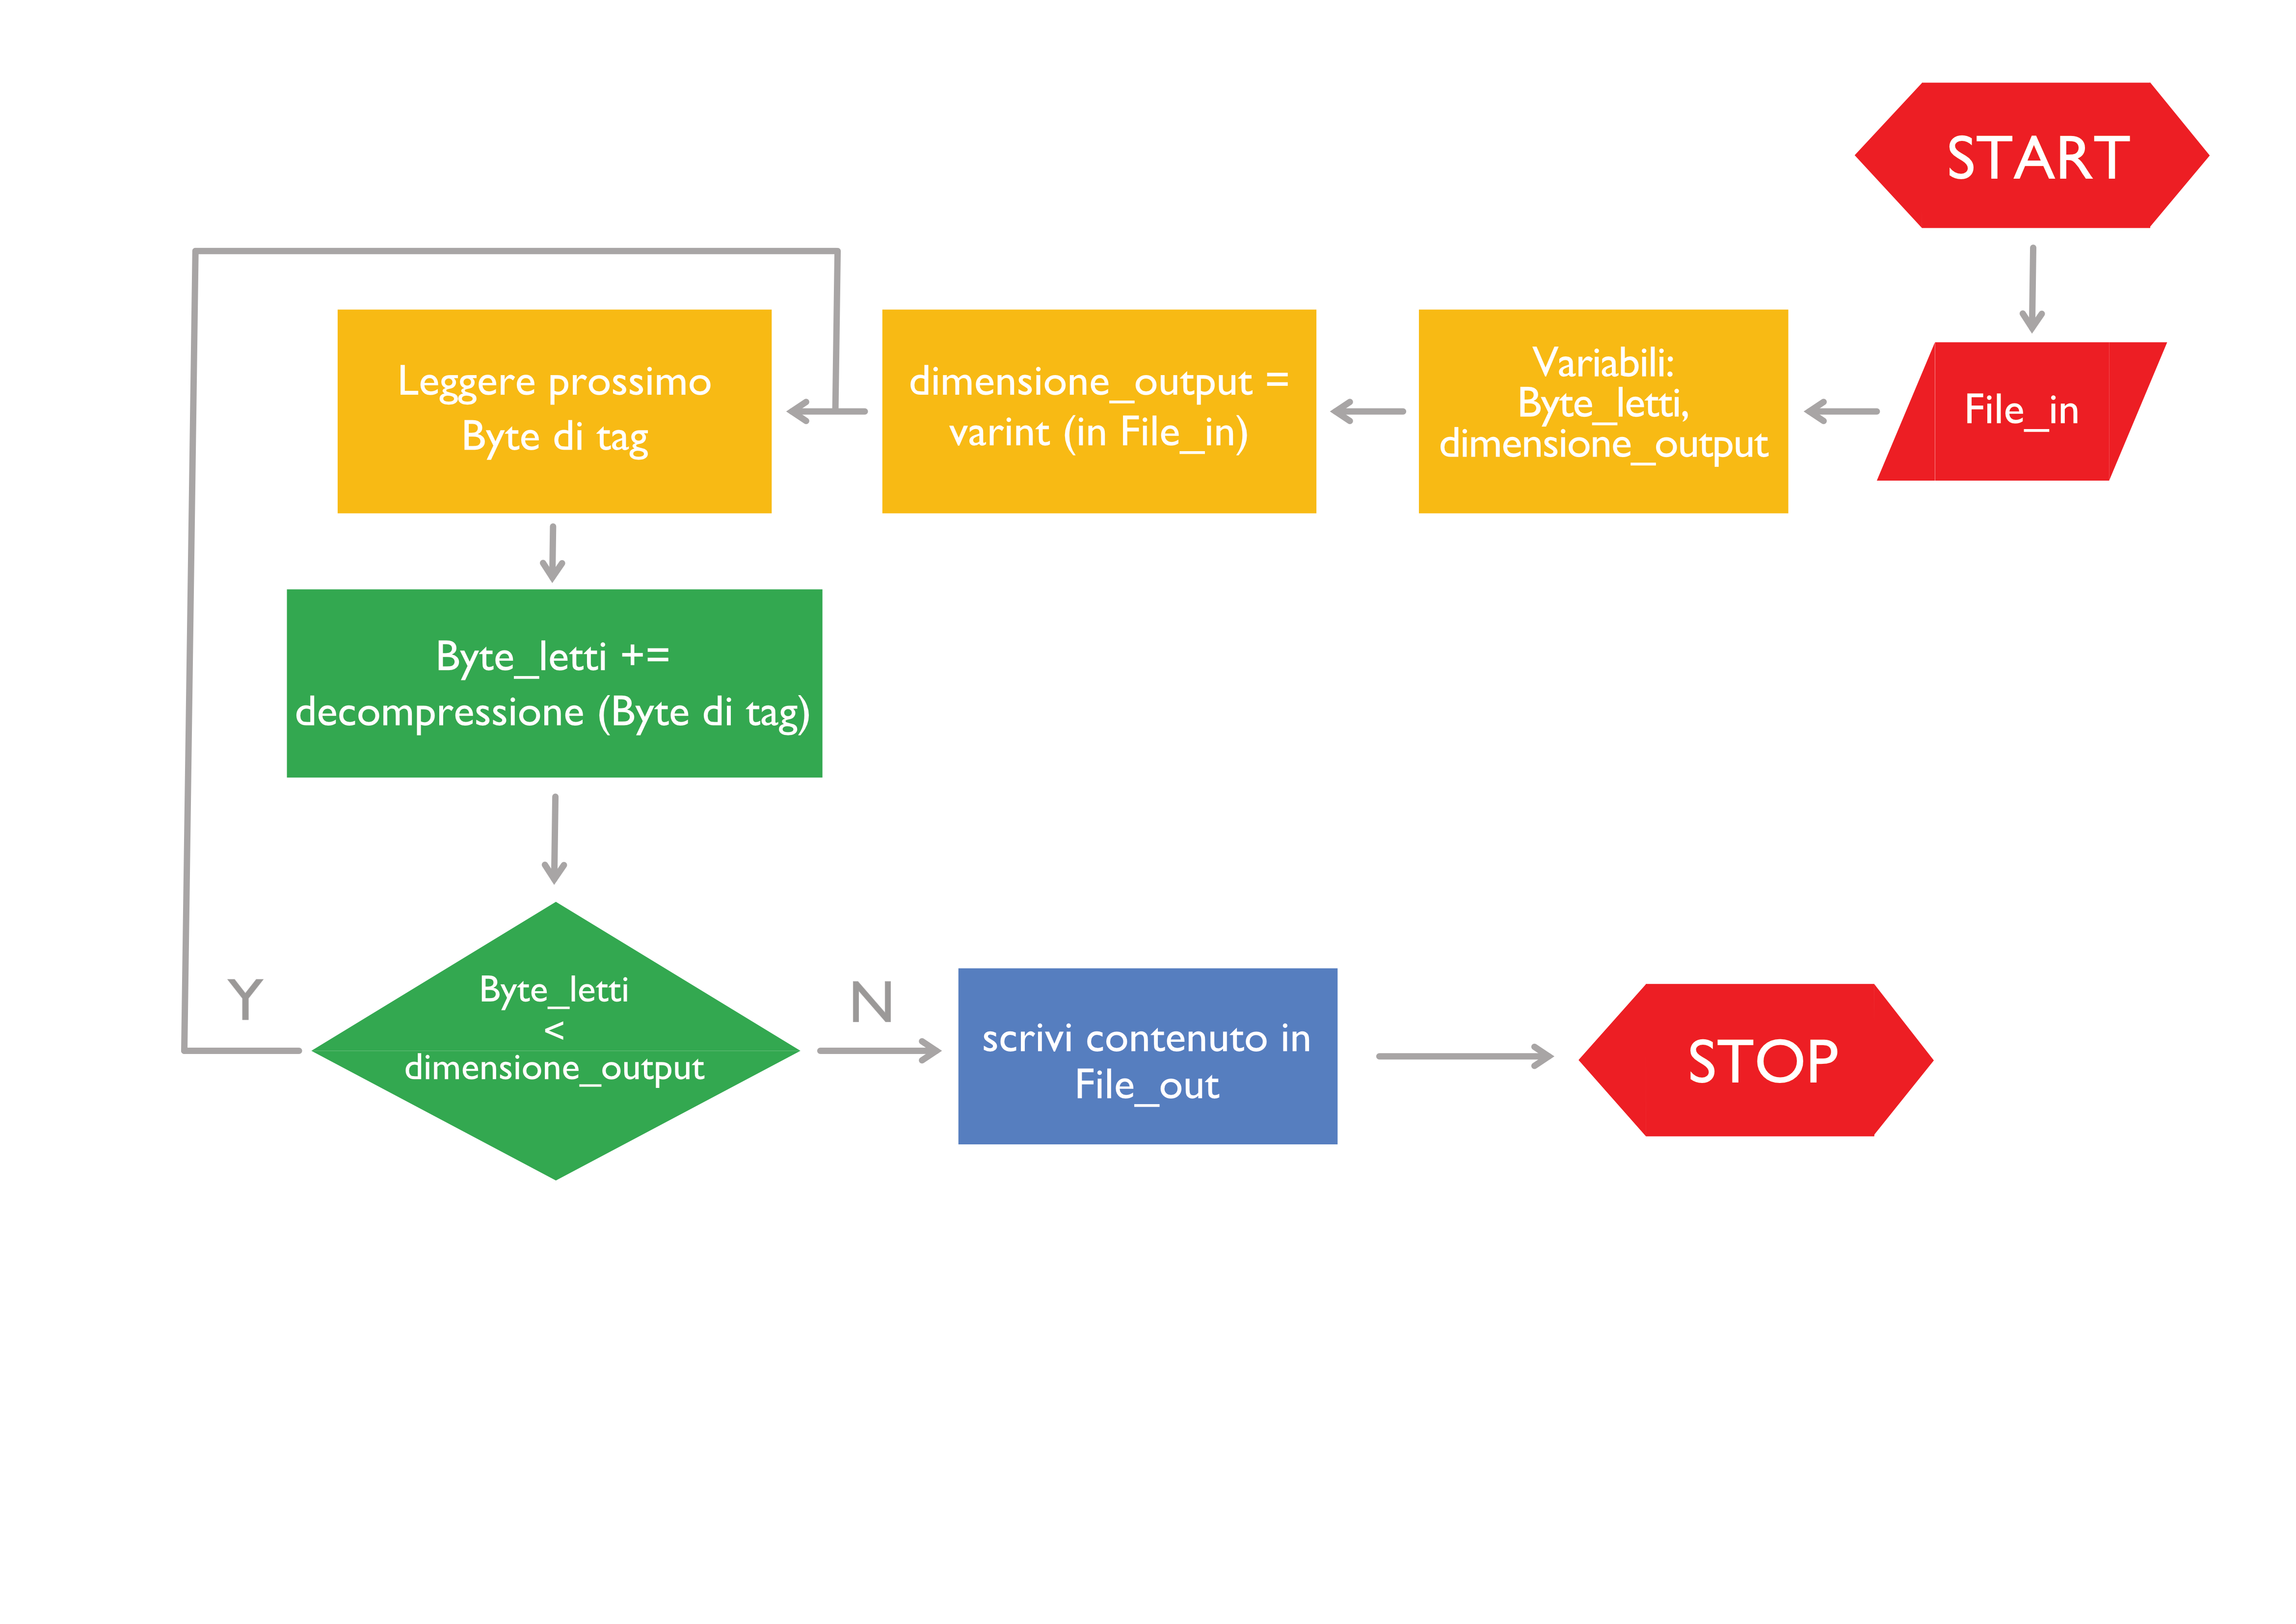 START
File_in
Variabili:
Byte_letti,
dimensione_output
dimensione_output =
varint (in File_in)
Leggere prossimo
Byte di tag
Byte_letti +=
decompressione (Byte di tag)
Byte_letti
<
dimensione_output
Y
N
scrivi contenuto in
File_out
STOP